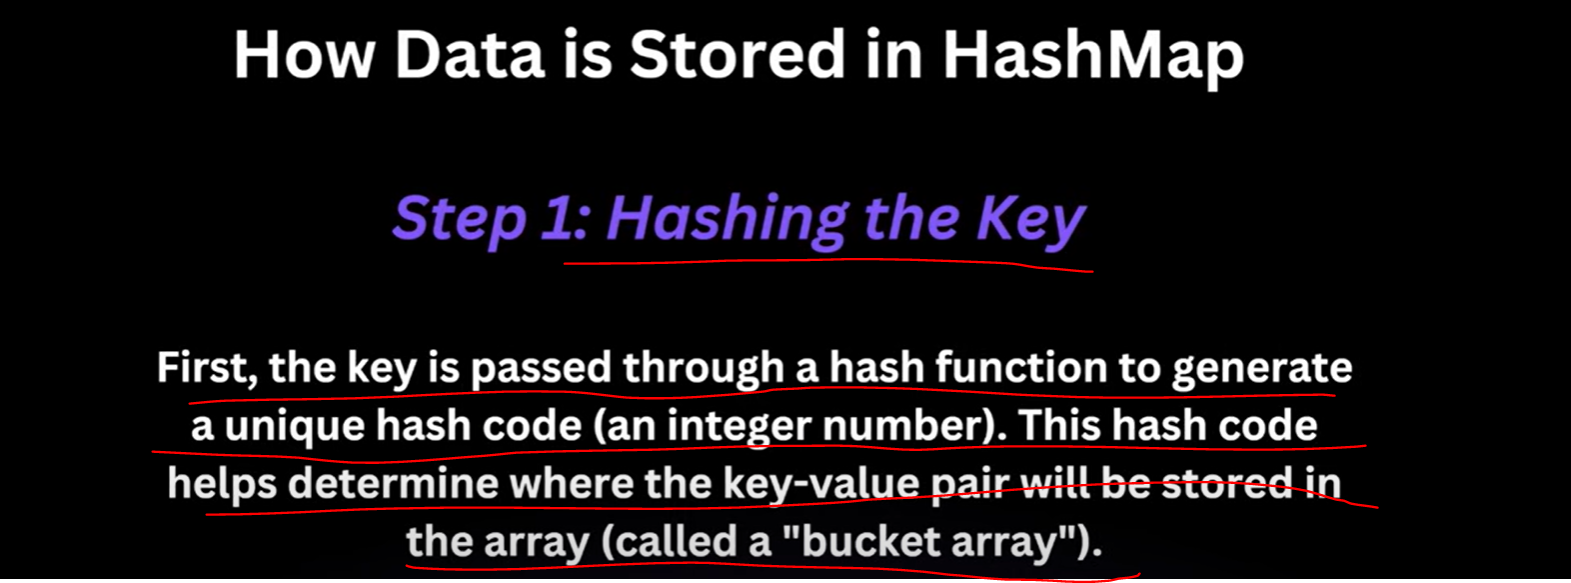 How Data is Stored in HashMap
Step 1: Hashing the Key
First, the key is passed through a hash function to generate
a unique hash code (an integer number). This hash code
helps determine where the key-value pair will be stored in
the array (called a "bucket array").